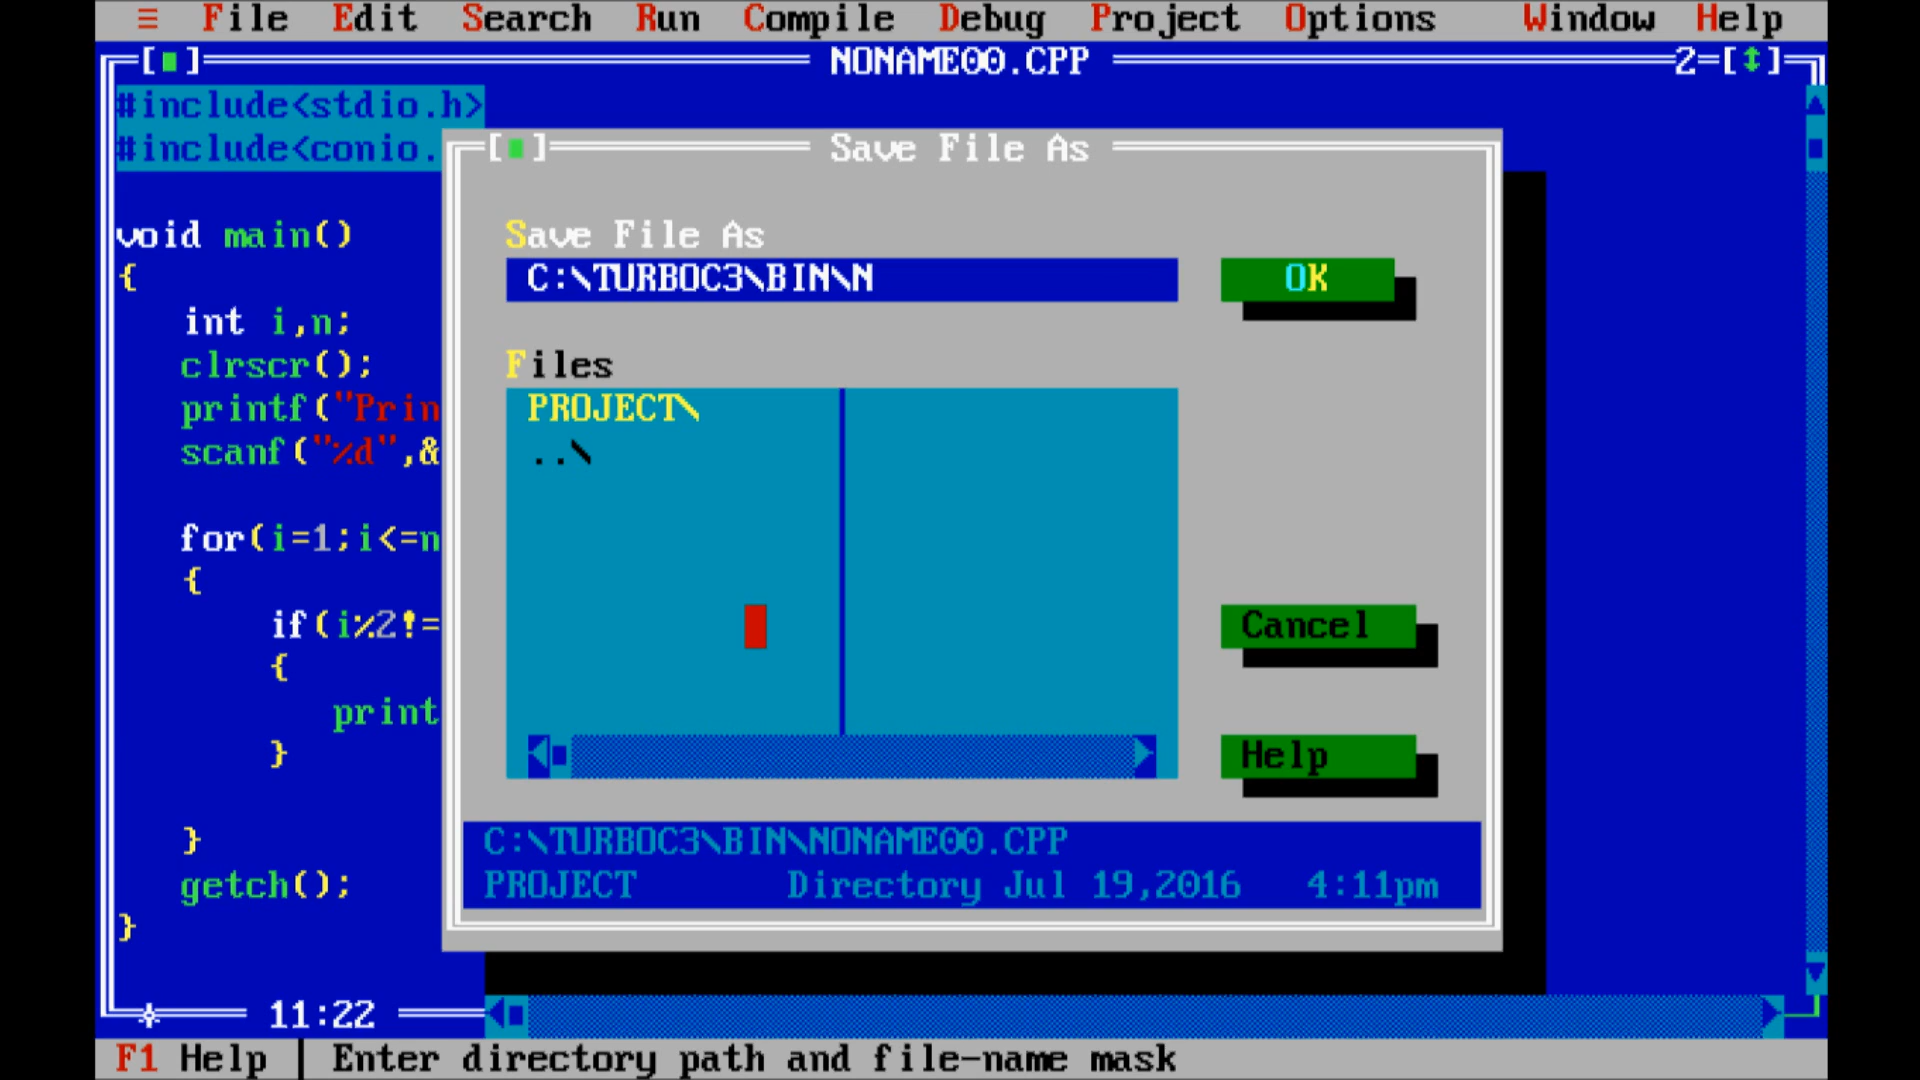 ≡ File Edit Search Run Compile Debug Project Options Window Help
[■] NONAME00.CPP 2=[↕]
#include<stdio.h>
#include<conio.
void main()
{
int i,n;
clrscr();
printf("Prin
scanf("%d",&
for(i=1;i<=n
{
if(i%2!=
{
print
}
}
getch();
}
11:22
[■] Save File As
Save File As
C:\TURBOC3\BIN\N
OK
Files
PROJECT\
..\
Cancel
Help
C:\TURBOC3\BIN\NONAME00.CPP
PROJECT Directory Jul 19,2016 4:11pm
F1 Help | Enter directory path and file-name mask